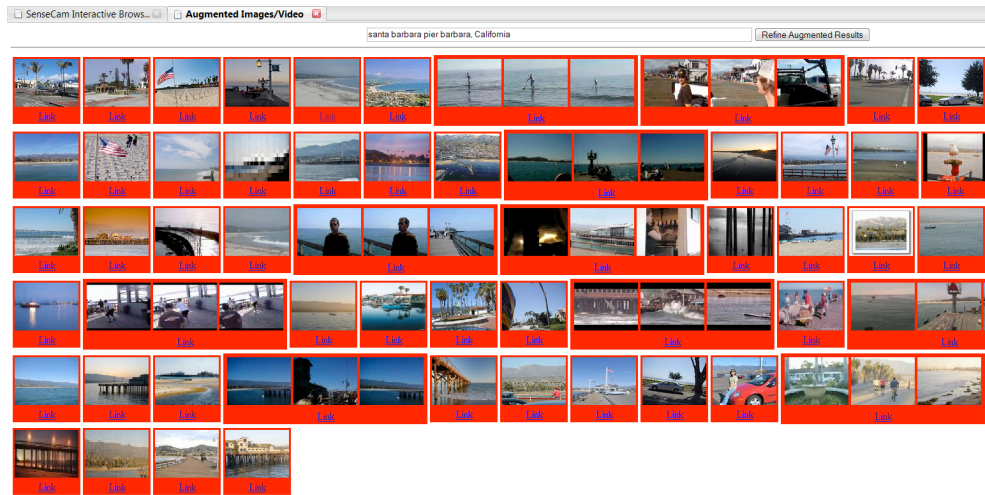 SenseCam Interactive Brows...
Augmented Images/Video
santa barbara pier barbara, California
Refine Augmented Results
Link Link Link Link Link Link Link Link Link Link
Link Link Link Link Link Link Link Link Link Link Link Link
Link Link Link Link Link Link Link Link Link Link
Link Link Link Link Link Link Link Link Link
Link Link Link Link Link Link Link Link Link Link
Link Link Link Link